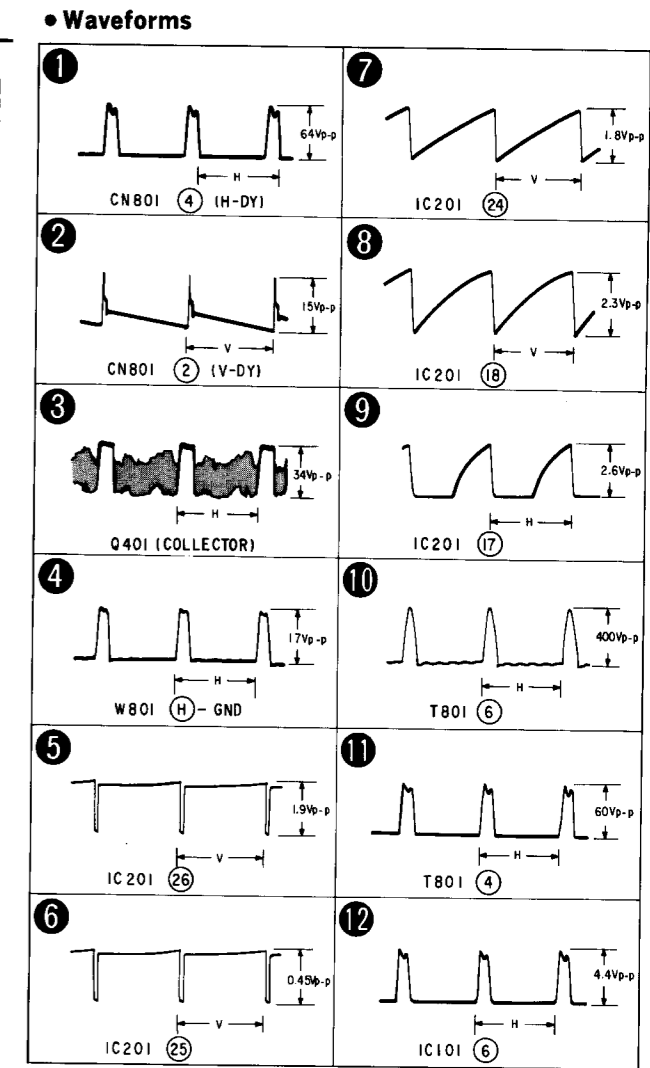 • Waveforms
1
64Vp-p
H
CN801 4 (H-DY)
2
15Vp-p
V
CN801 2 (V-DY)
3
34Vp-p
H
Q401 (COLLECTOR)
4
17Vp-p
H
W801 H - GND
5
1.9Vp-p
V
IC201 26
6
0.45Vp-p
V
IC201 25
7
1.8Vp-p
V
IC201 24
8
2.3Vp-p
V
IC201 18
9
2.6Vp-p
H
IC201 17
10
400Vp-p
H
T801 6
11
60Vp-p
H
T801 4
12
4.4Vp-p
H
IC101 6